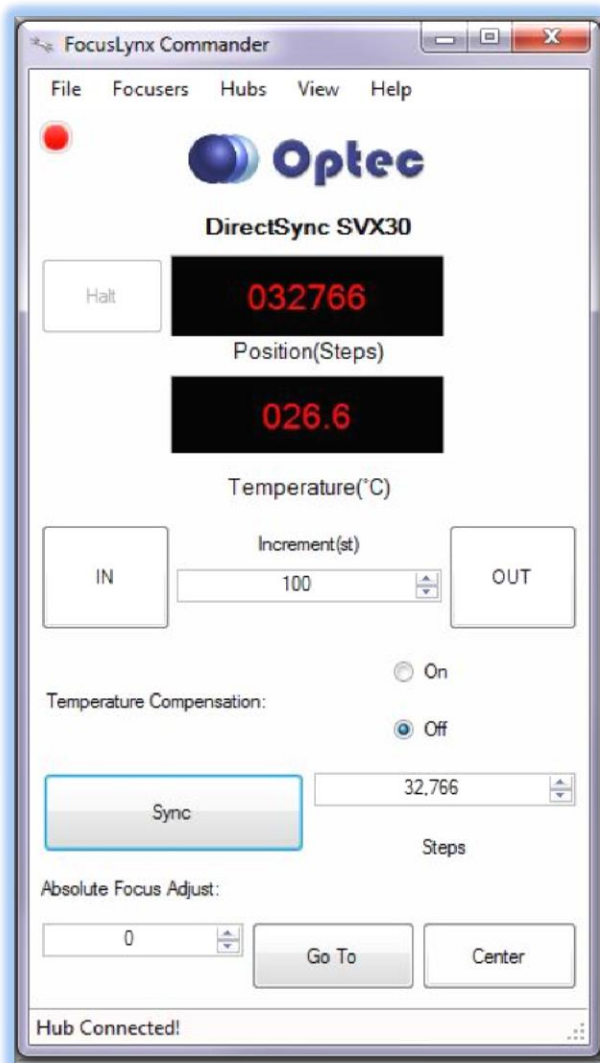 FocusLynx Commander
File Focusers Hubs View Help
Optec
DirectSync SVX30
Halt
032766
Position(Steps)
026.6
Temperature(°C)
IN
Increment(st)
100
OUT
On
Temperature Compensation:
Off
Sync
32,766
Steps
Absolute Focus Adjust:
0
Go To
Center
Hub Connected!